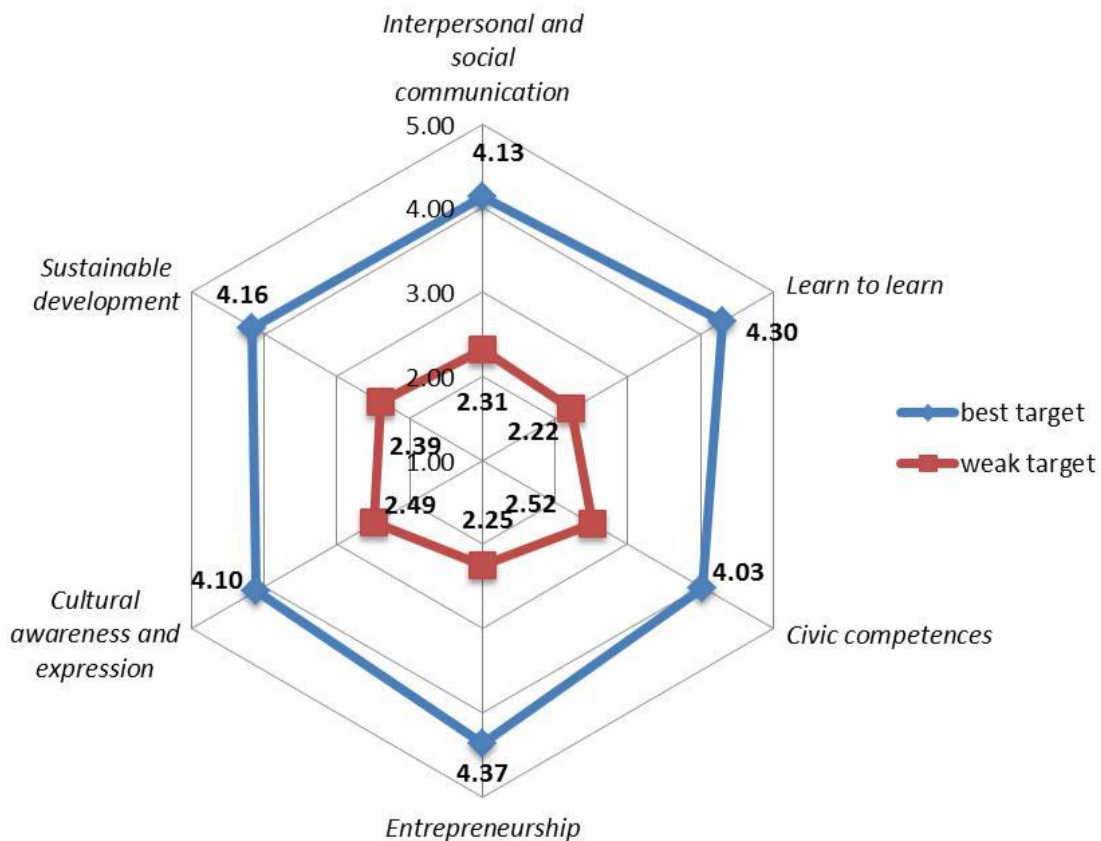 Interpersonal and
social
communication
5.00
4.13
4.00
Sustainable
development
4.16
3.00
Learn to learn
4.30
2.00
2.31
2.22
best target
2.39
1.00
weak target
2.49
2.25
2.52
4.10
4.03
Cultural
awareness and
expression
Civic competences
4.37
Entrepreneurship